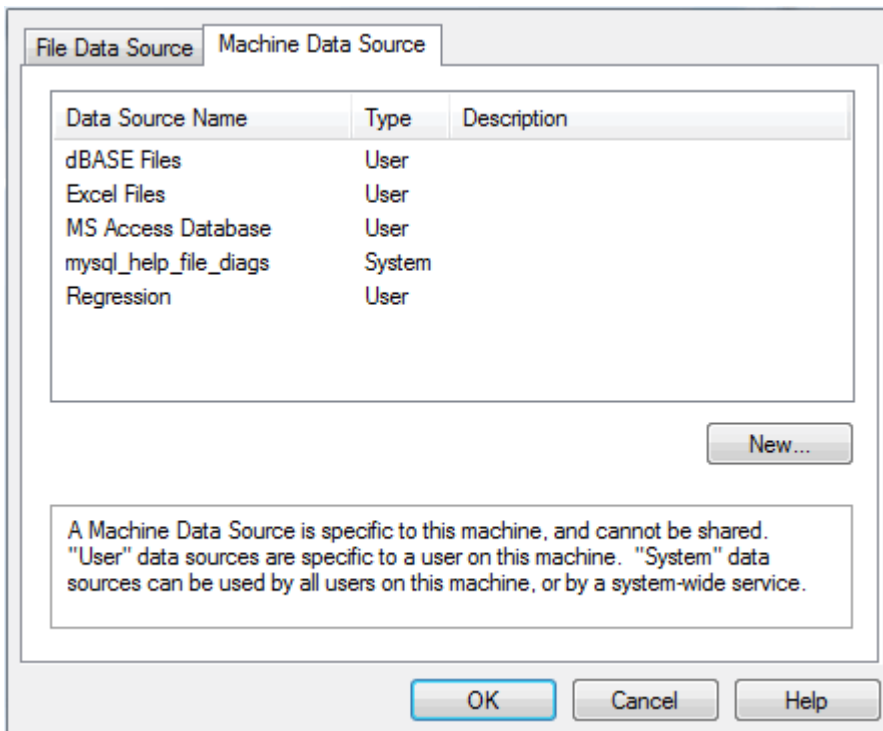 File Data Source Machine Data Source
Data Source Name Type Description
dBASE Files User
Excel Files User
MS Access Database User
mysql_help_file_diags System
Regression User
New...
A Machine Data Source is specific to this machine, and cannot be shared.
"User" data sources are specific to a user on this machine. "System" data
sources can be used by all users on this machine, or by a system-wide service.
OK Cancel Help